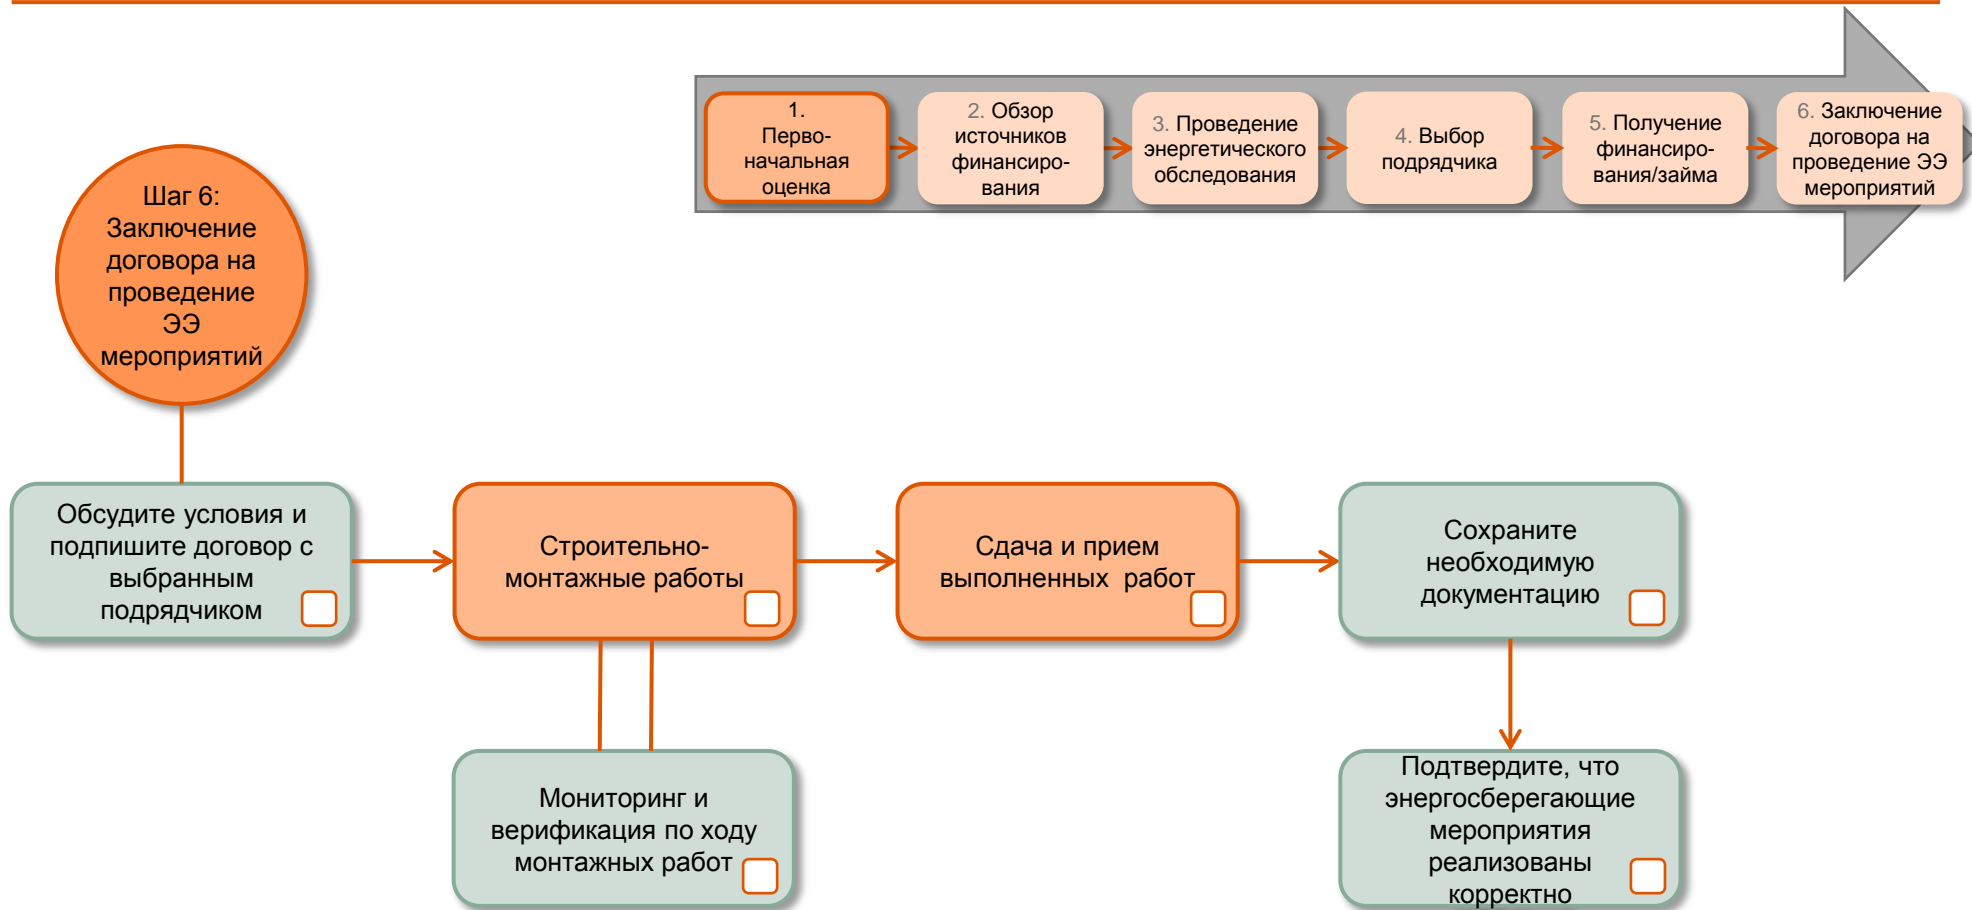 1.
Перво-
начальная
оценка
2. Обзор
источников
финансиро-
вания
3. Проведение
энергетического
обследования
4. Выбор
подрядчика
5. Получение
финансиро-
вания/займа
6. Заключение
договора на
проведение ЭЭ
мероприятий
Шаг 6:
Заключение
договора на
проведение
ЭЭ
мероприятий
Обсудите условия и
подпишите договор с
выбранным
подрядчиком
Строительно-
монтажные работы
Сдача и прием
выполненных работ
Сохраните
необходимую
документацию
Мониторинг и
верификация по ходу
монтажных работ
Подтвердите, что
энергосберегающие
мероприятия
реализованы
корректно